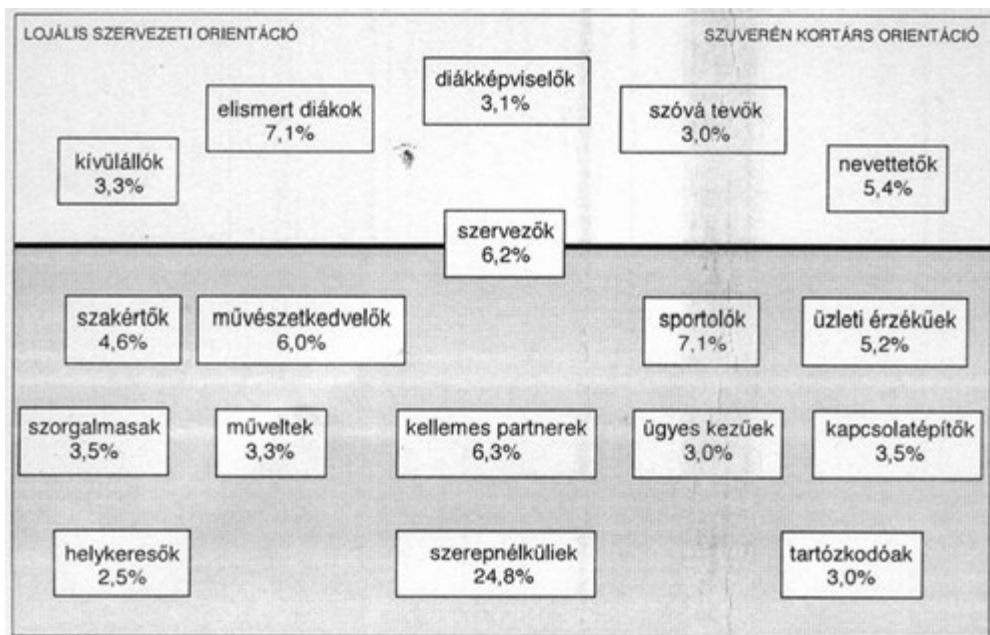 LOJÁLIS SZERVEZETI ORIENTÁCIÓ
SZUVERÉN KORTÁRS ORIENTÁCIÓ
diákképviselők
3,1%
elismert diákok
7,1%
szóvá tevők
3,0%
kívülállók
3,3%
nevettetők
5,4%
szervezők
6,2%
szakértők
4,6%
művészetkedvelők
6,0%
sportolók
7,1%
üzleti érzékűek
5,2%
szorgalmasak
3,5%
műveltek
3,3%
kellemes partnerek
6,3%
ügyes kezűek
3,0%
kapcsolatépítők
3,5%
helykeresők
2,5%
szerepnélküliek
24,8%
tartózkodóak
3,0%